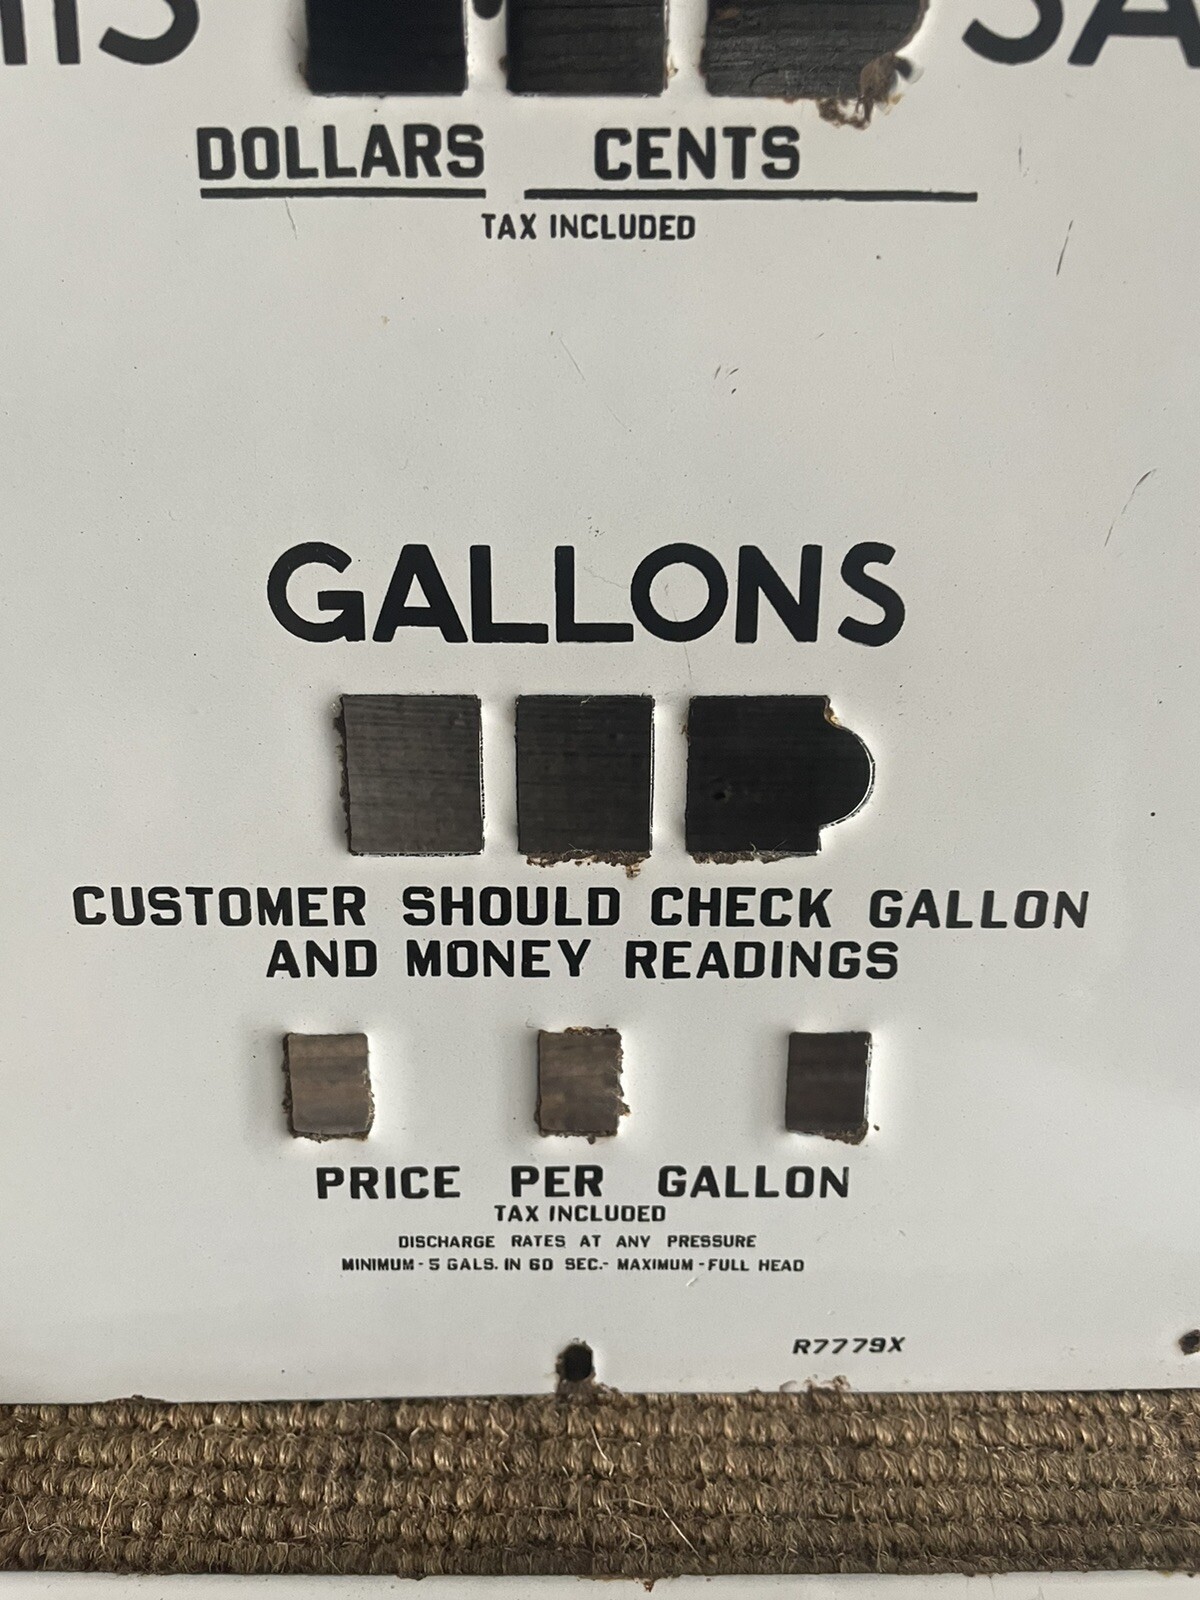 DOLLARS CENTS
TAX INCLUDED
GALLONS
CUSTOMER SHOULD CHECK GALLON
AND MONEY READINGS
PRICE PER GALLON
TAX INCLUDED
DISCHARGE RATES AT ANY PRESSURE
MINIMUM - 5 GALS. IN 60 SEC.- MAXIMUM - FULL HEAD
R7779X